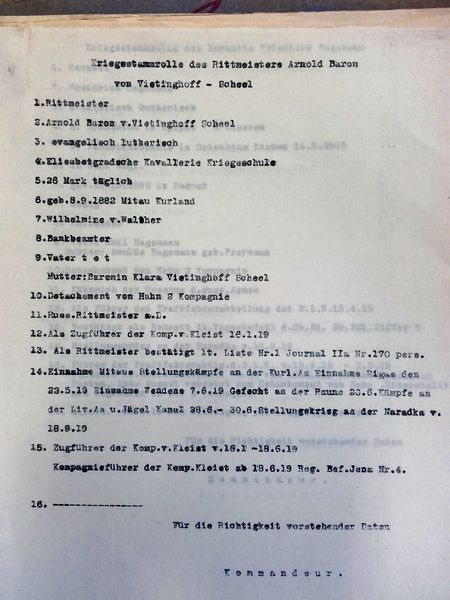 Kriegsstammrolle des Rittmeisters Arnold Baron
von Vietinghoff - Scheel
1.Rittmeister
2.Arnold Baron v.Vietinghoff Scheel
3. evangelisch lutherisch
4.Elisabetgradsche Kavallerie Kriegsschule
5.26 Mark täglich
6.geb.8.9.1882 Mitau Kurland
7.Wilhelmine v.Walther
8.Bankbeamter
9.Vater t o t
Mutter:Barenin Klara Vietinghoff Scheel
10.Detachement von Hahn 2 Kompagnie
11.Russ.Rittmeister a.D.
12.Als Zugführer der Komp.v.Kleist 16.1.19
13. Als Rittmeister bestätigt lt. Liste Nr.1 Journal IIa Nr.170 pers.
14.Einnahme Mitaus Stellungskämpfe an der Kurl.Aa Einnahme Rigas den
22.5.19 Einnahme Wendens 7.6.19 Gefecht an der Raune 20.6.Kämpfe an
der Liv.Aa u.Jägel Kanal 28.6.- 30.6.Stellungskrieg an der Naradka v.
18.9.19
15. Zugführer der Komp.v.Kleist v.16.1 -18.6.19
Kompagnieführer der Komp.Kleist ab 18.6.19 Reg. Bef.Jena Nr.4.
16. ----------------
Für die Richtigkeit vorstehender Daten
Kommandeur.